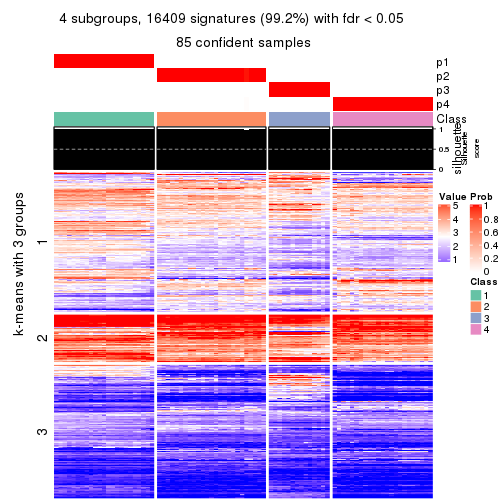 4 subgroups, 16409 signatures (99.2%) with fdr < 0.05
85 confident samples
p1
p2
p3
p4
Class
1
0.5
0
silhouette
Silhouette
score
k-means with 3 groups
1
2
3
Value
5
4
3
2
1
Prob
1
0.8
0.6
0.4
0.2
0
Class
1
2
3
4